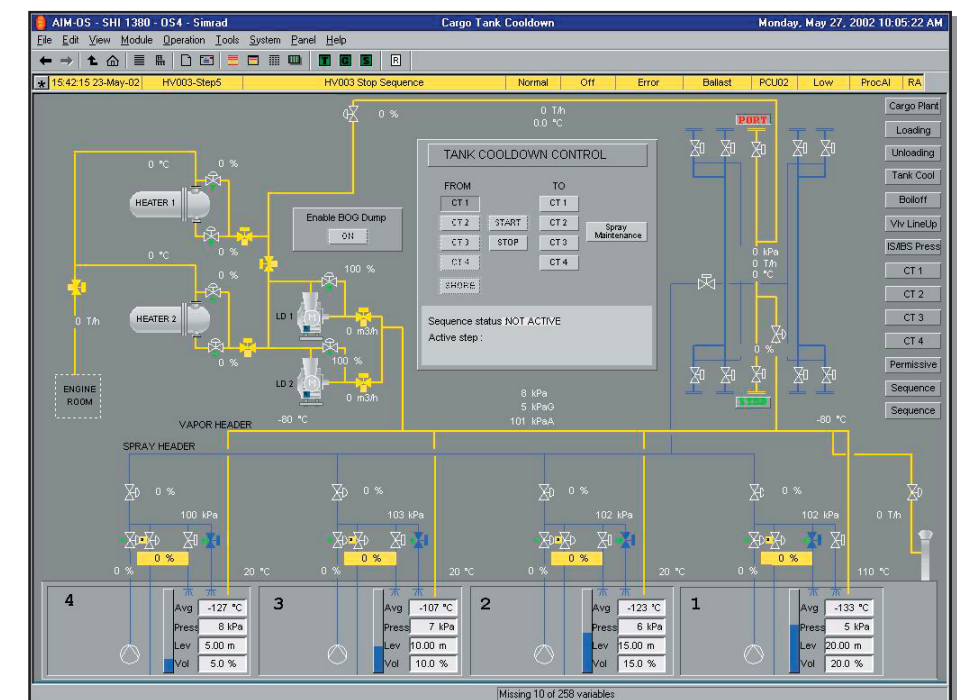 AIM-OS - SHI 1380 - OS4 - Simrad Cargo Tank Cooldown Monday, May 27, 2002 10:05:22 AM
File Edit View Module Operation Tools System Panel Help
T G S R
* 15:42:15 23-May-02 HV003-Step5 HV003 Stop Sequence Normal Off Error Ballast PCU02 Low ProcAl RA
Cargo Plant
Loading
Unloading
Tank Cool
Boiloff
Vlv LineUp
IS/IBS Press
CT 1
CT 2
CT 3
CT 4
Permissive
Sequence
Sequence
0 %
0 T/h
0.0 °C
PORT
0 °C 0 %
HEATER 1
0 °C 0 %
0 %
HEATER 2
0 %
0 T/h
ENGINE
ROOM
Enable BOG Dump
ON
100 %
LD 1 M
0 m3/h
100 %
LD 2 M
0 m3/h
TANK COOLDOWN CONTROL
FROM TO
CT 1 CT 1
CT 2 START CT 2 Spray
Maintenance
CT 3 STOP CT 3
CT 4 CT 4
SHORE
Sequence status :NOT ACTIVE
Active step :
0 kPa
0 T/h
0 °C
0 %
8 kPa
5 kPaG
101 kPaA
VAPOR HEADER -80 °C -80 °C
SPRAY HEADER
0 % 0 % 0 % 0 %
100 kPa 103 kPa 102 kPa 102 kPa 0 T/h
0 % 0 % 0 % 0 %
0 % 20 °C 0 % 20 °C 0 % 20 °C 0 % 110 °C
4 3 2 1
Avg -127 °C Avg -107 °C Avg -123 °C Avg -133 °C
Press 8 kPa Press 7 kPa Press 6 kPa Press 5 kPa
Lev 5.00 m Lev 10.00 m Lev 15.00 m Lev 20.00 m
Vol 5.0 % Vol 10.0 % Vol 15.0 % Vol 20.0 %
Missing 10 of 258 variables